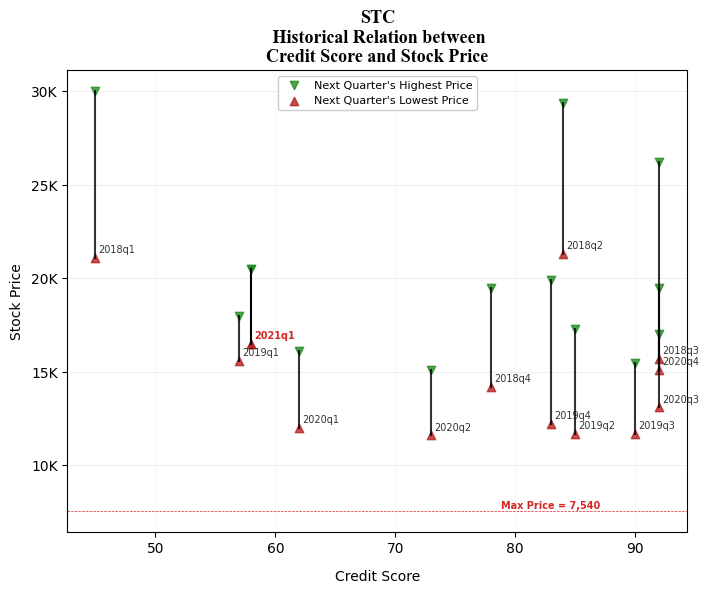 STC
Historical Relation between
Credit Score and Stock Price
Next Quarter's Highest Price
Next Quarter's Lowest Price
30K
25K
20K
15K
10K
Stock Price
2018q1
2018q2
2021q1
2019q1
2018q3
2020q4
2018q4
2020q3
2019q4
2020q1
2020q2
2019q2
2019q3
Max Price = 7,540
50
60
70
80
90
Credit Score